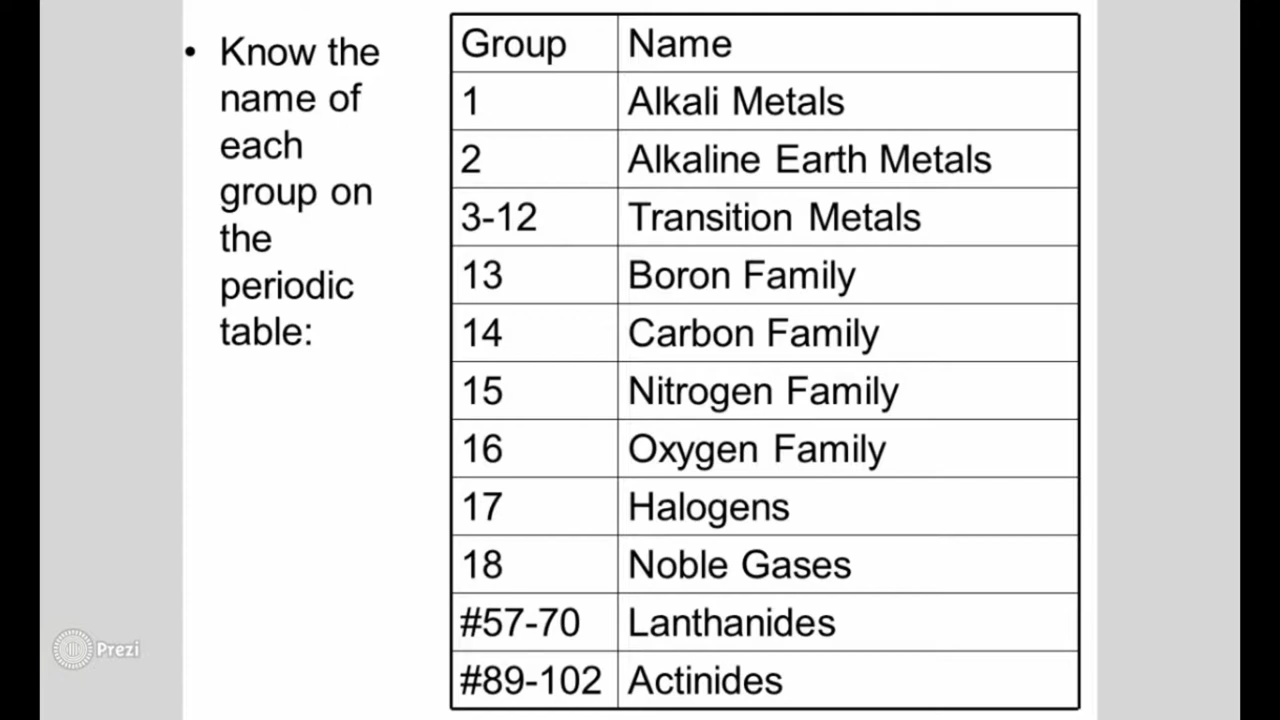 • Know the
name of
each
group on
the
periodic
table:
Group Name
1 Alkali Metals
2 Alkaline Earth Metals
3-12 Transition Metals
13 Boron Family
14 Carbon Family
15 Nitrogen Family
16 Oxygen Family
17 Halogens
18 Noble Gases
#57-70 Lanthanides
#89-102 Actinides
Prezi